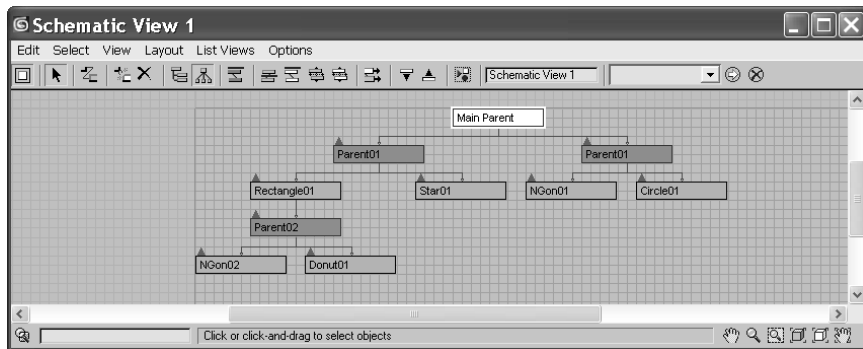 Schematic View 1
Edit Select View Layout List Views Options
Schematic View 1
Main Parent
Parent01 Parent01
Rectangle01 Star01 NGon01 Circle01
Parent02
NGon02 Donut01
Click or click-and-drag to select objects